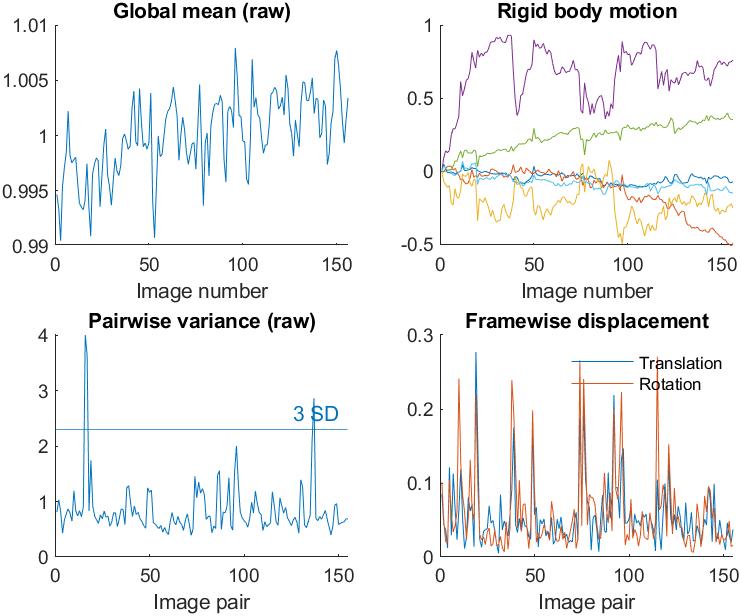 Global mean (raw)
1.01
1.005
1
0.995
0.99
0 50 100 150
Image number
Rigid body motion
1
0.5
0
-0.5
0 50 100 150
Image number
Pairwise variance (raw)
4
3
2
1
0
3 SD
0 50 100 150
Image pair
Framewise displacement
0.3
0.2
0.1
0
Translation
Rotation
0 50 100 150
Image pair